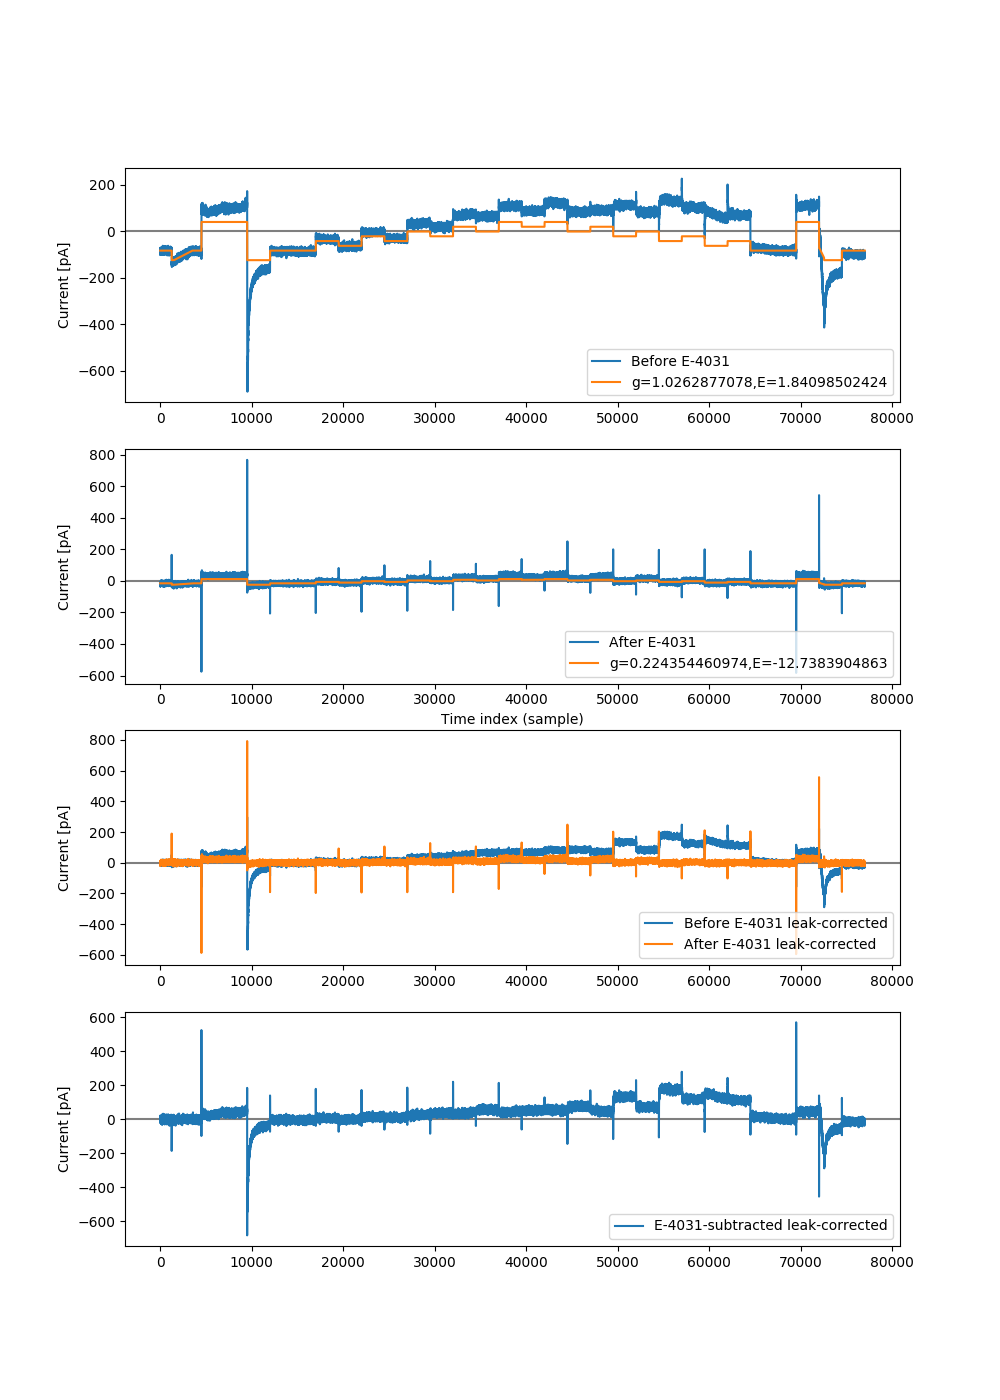 200
0
−200
−400
−600
Current [pA]
Before E-4031
g=1.0262877078,E=1.84098502424
0 10000 20000 30000 40000 50000 60000 70000 80000
800
600
400
200
0
−200
−400
−600
Current [pA]
After E-4031
g=0.224354460974,E=-12.7383904863
0 10000 20000 30000 40000 50000 60000 70000 80000
Time index (sample)
800
600
400
200
0
−200
−400
−600
Current [pA]
Before E-4031 leak-corrected
After E-4031 leak-corrected
0 10000 20000 30000 40000 50000 60000 70000 80000
600
400
200
0
−200
−400
−600
Current [pA]
E-4031-subtracted leak-corrected
0 10000 20000 30000 40000 50000 60000 70000 80000